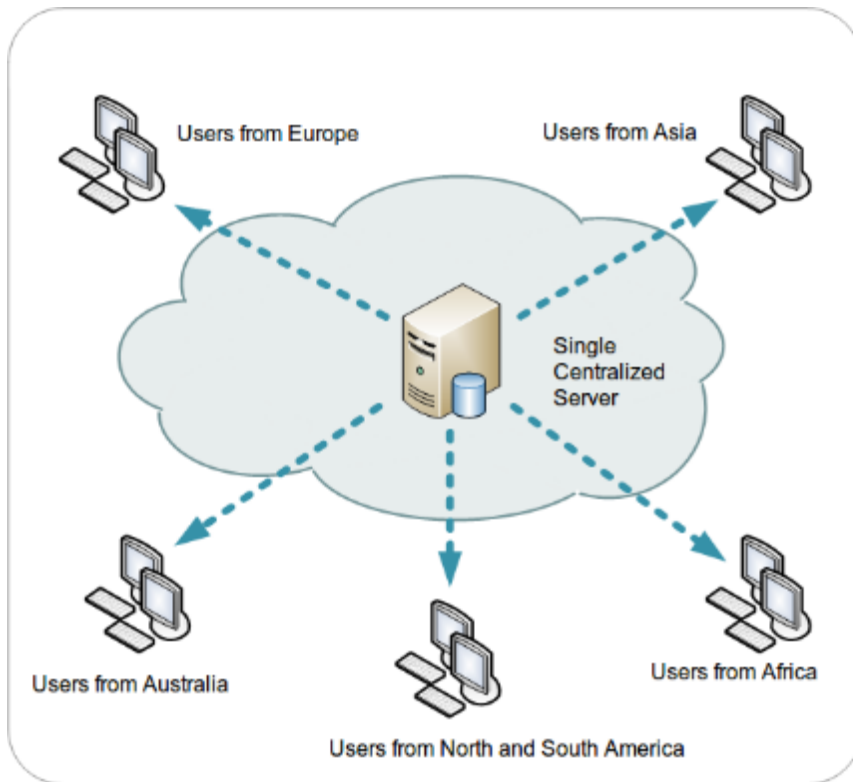 Users from Europe
Users from Asia
Single
Centralized
Server
Users from Australia
Users from Africa
Users from North and South America